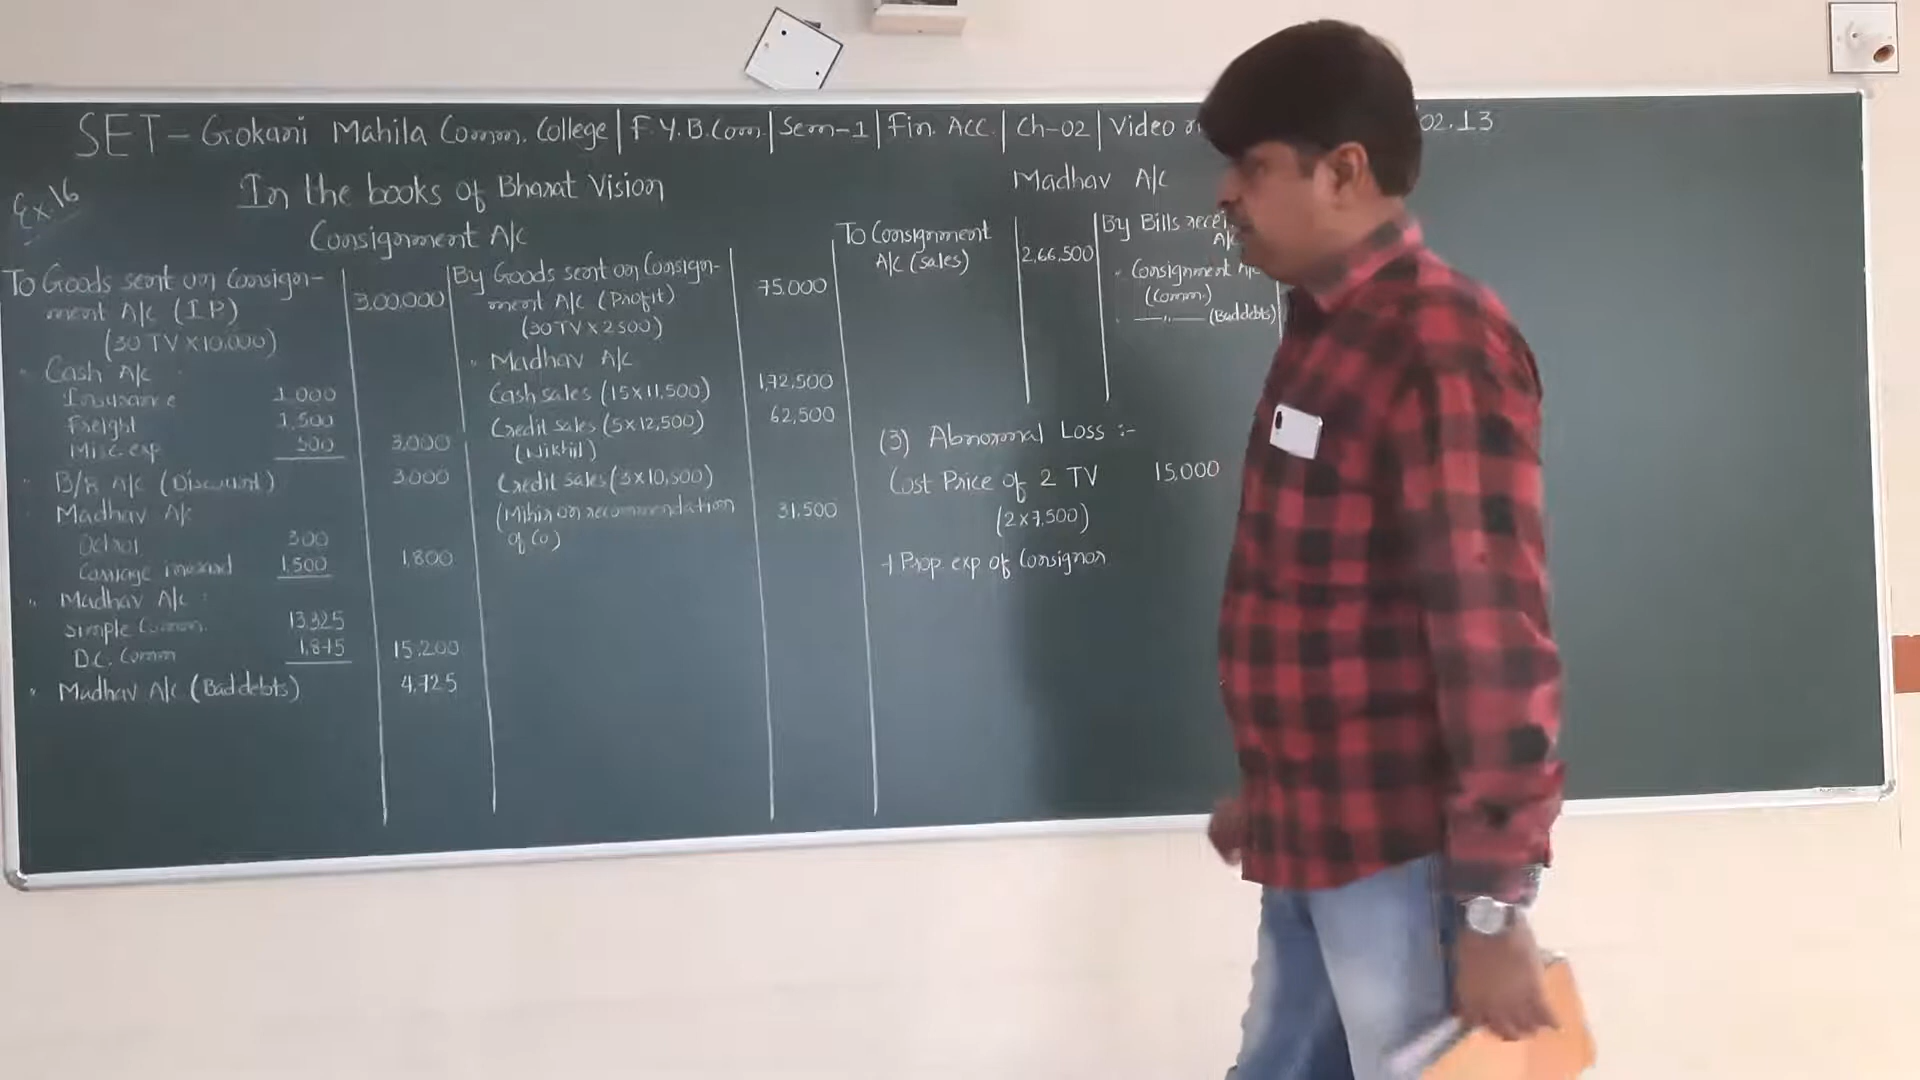 SET - Gokani Mahila Comm. College | F.Y.B.Com. | Sem-1 | Fin. Acc. | Ch-02 | Video 02.13
Ex.16
In the books of Bharat Vision
Consignment A/c
To Goods sent on Consign-
ment A/c (IP) 3,00,000
(30 TV x 10,000)
" Cash A/c
Insurance 1,000
Freight 1,500
Misc. exp 500 3,000
" B/R A/c (Discount) 3,000
" Madhav A/c
Octroi 300
Carriage inward 1,500 1,800
" Madhav A/c
Simple Comm. 13,325
D.C. Comm 1,875 15,200
" Madhav A/c (Bad debts) 4,725
By Goods sent on Consign-
ment A/c (Profit) 75,000
(30 TV x 2500)
" Madhav A/c
Cash sales (15 x 11,500) 1,72,500
Credit sales (5 x 12,500) 62,500
(Nikhil)
Credit sales (3 x 10,500)
(Mihir on recommendation 31,500
of Co)
Madhav A/c
To Consignment
A/c (sales) 2,66,500
By Bills
A/c
" Consignment A/c
(Comm.)
" —"— (Bad debts)
(3) Abnormal Loss :-
Cost Price of 2 TV 15,000
(2 x 7,500)
+ Prop. exp of Consignor